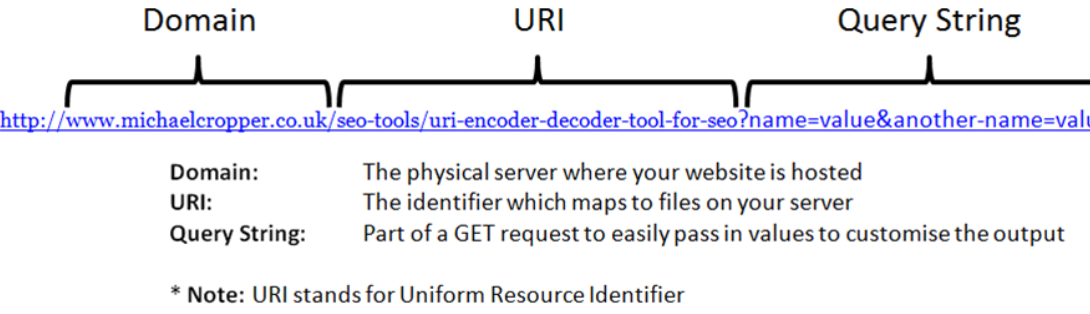 Domain URI Query String
http://www.michaelcropper.co.uk/seo-tools/uri-encoder-decoder-tool-for-seo?name=value&another-name=valu
Domain: The physical server where your website is hosted
URI: The identifier which maps to files on your server
Query String: Part of a GET request to easily pass in values to customise the output
* Note: URI stands for Uniform Resource Identifier